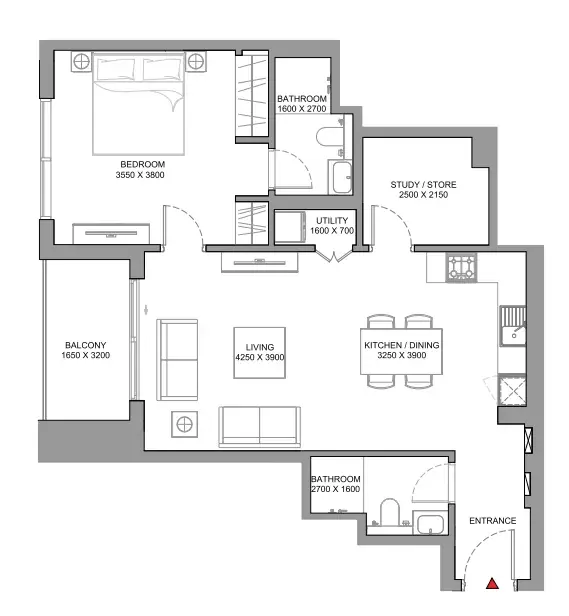 BATHROOM
1600 X 2700
BEDROOM
3550 X 3800
STUDY / STORE
2500 X 2150
UTILITY
1600 X 700
BALCONY
1650 X 3200
LIVING
4250 X 3900
KITCHEN / DINING
3250 X 3900
BATHROOM
2700 X 1600
ENTRANCE